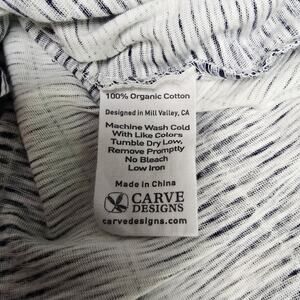 100% Organic Cotton
Designed in Mill Valley, CA
Machine Wash Cold
With Like Colors
Tumble Dry Low,
Remove Promptly
No Bleach
Low Iron
Made in China
CARVE
DESIGNS
carvedesigns.com